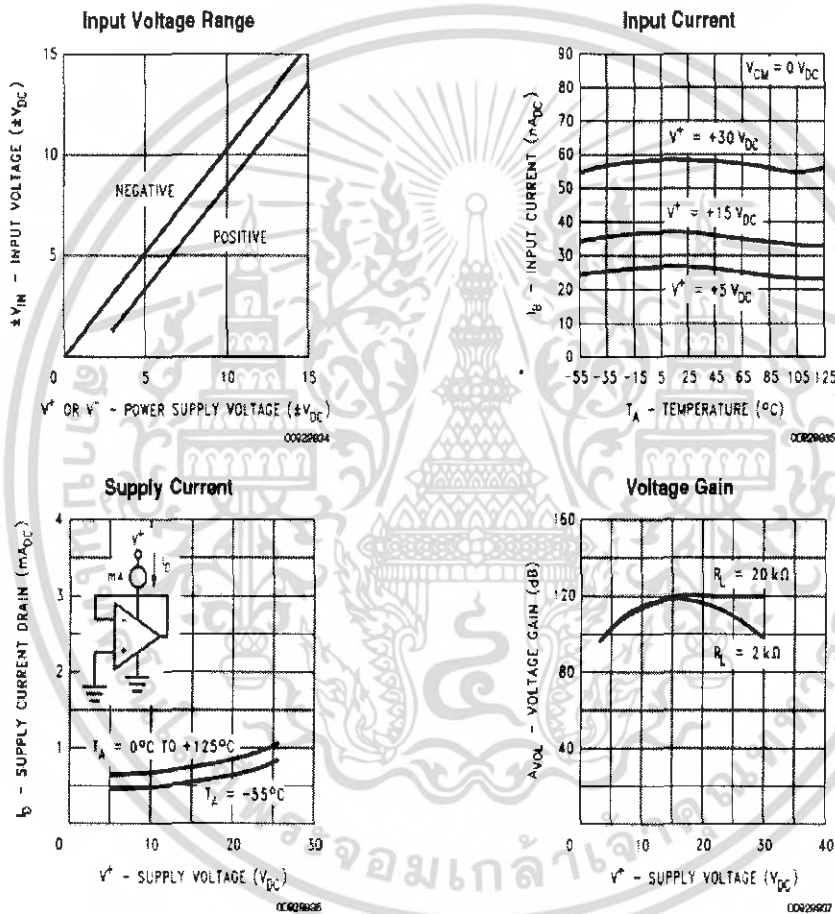 Input Voltage Range
15
10
5
0
5
10
15
±V_IN - INPUT VOLTAGE (±V_DC)
NEGATIVE
POSITIVE
V⁺ OR V⁻ - POWER SUPPLY VOLTAGE (±V_DC)
Input Current
90
80
70
60
50
40
30
20
10
0
-55 -35 -15 5 25 45 65 85 105 125
I_B - INPUT CURRENT (nA_DC)
V_CM = 0 V_DC
V⁺ = +30 V_DC
V⁺ = +15 V_DC
V⁺ = +5 V_DC
T_A - TEMPERATURE (°C)
Supply Current
4
3
2
1
0
10
20
30
I_D - SUPPLY CURRENT DRAIN (mA_DC)
V⁺
mA
I_D
-
+
T_A = 0°C TO +125°C
T_A = -55°C
V⁺ - SUPPLY VOLTAGE (V_DC)
Voltage Gain
160
120
80
40
0
10
20
30
40
A_VOL - VOLTAGE GAIN (dB)
R_L = 20 kΩ
R_L = 2 kΩ
V⁺ - SUPPLY VOLTAGE (V_DC)